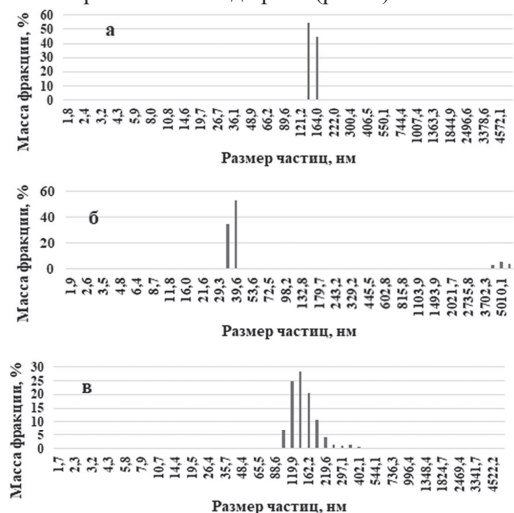 а
Масса фракции, %
60
50
40
30
20
10
0
1,8 2,4 3,2 4,3 5,9 8,0 10,8 14,6 19,7 26,7 36,1 48,9 66,2 89,6 121,2 164,0 222,0 300,4 406,5 550,1 744,4 1007,4 1363,3 1844,9 2496,6 3378,6 4572,1
Размер частиц, нм
б
Масса фракции, %
60
40
20
0
1,9 2,6 3,5 4,8 6,4 8,7 11,8 16,0 21,6 29,3 39,6 53,6 72,5 98,2 132,8 179,7 243,2 329,2 445,5 602,8 815,8 1103,9 1493,9 2021,7 2735,8 3702,3 5010,1
Размер частиц, нм
в
Масса фракции, %
30
25
20
15
10
5
0
1,7 2,3 3,2 4,3 5,8 7,9 10,7 14,4 19,5 26,4 35,7 48,4 65,5 88,6 119,9 162,2 219,6 297,1 402,1 544,1 736,3 996,4 1348,4 1824,7 2469,4 3341,7 4522,2
Размер частиц, нм